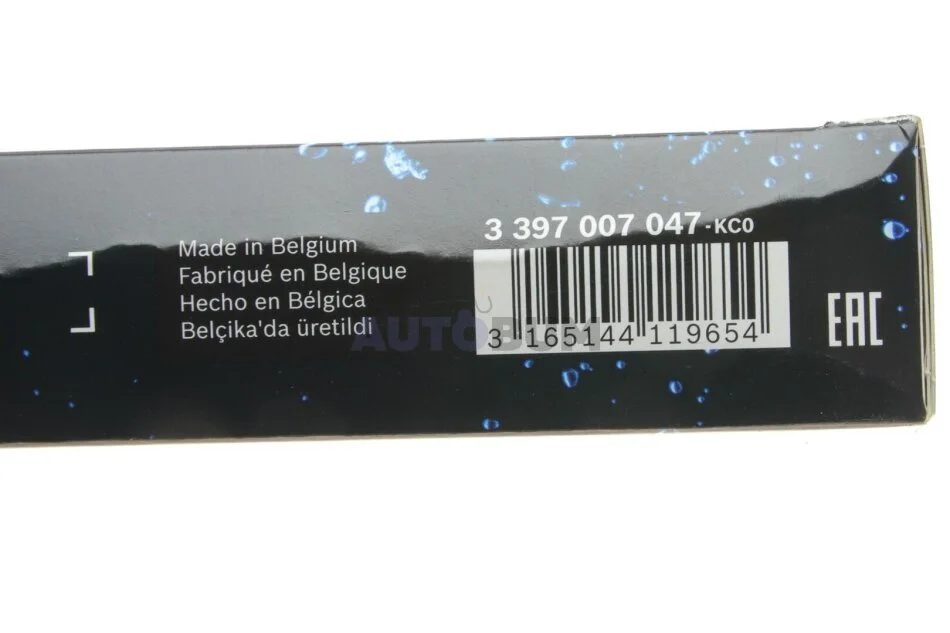 3 397 007 047-KC0
Made in Belgium
Fabriqué en Belgique
Hecho en Bélgica
Belçika'da üretildi
AUTOBUM
3 165144 119654
EAC